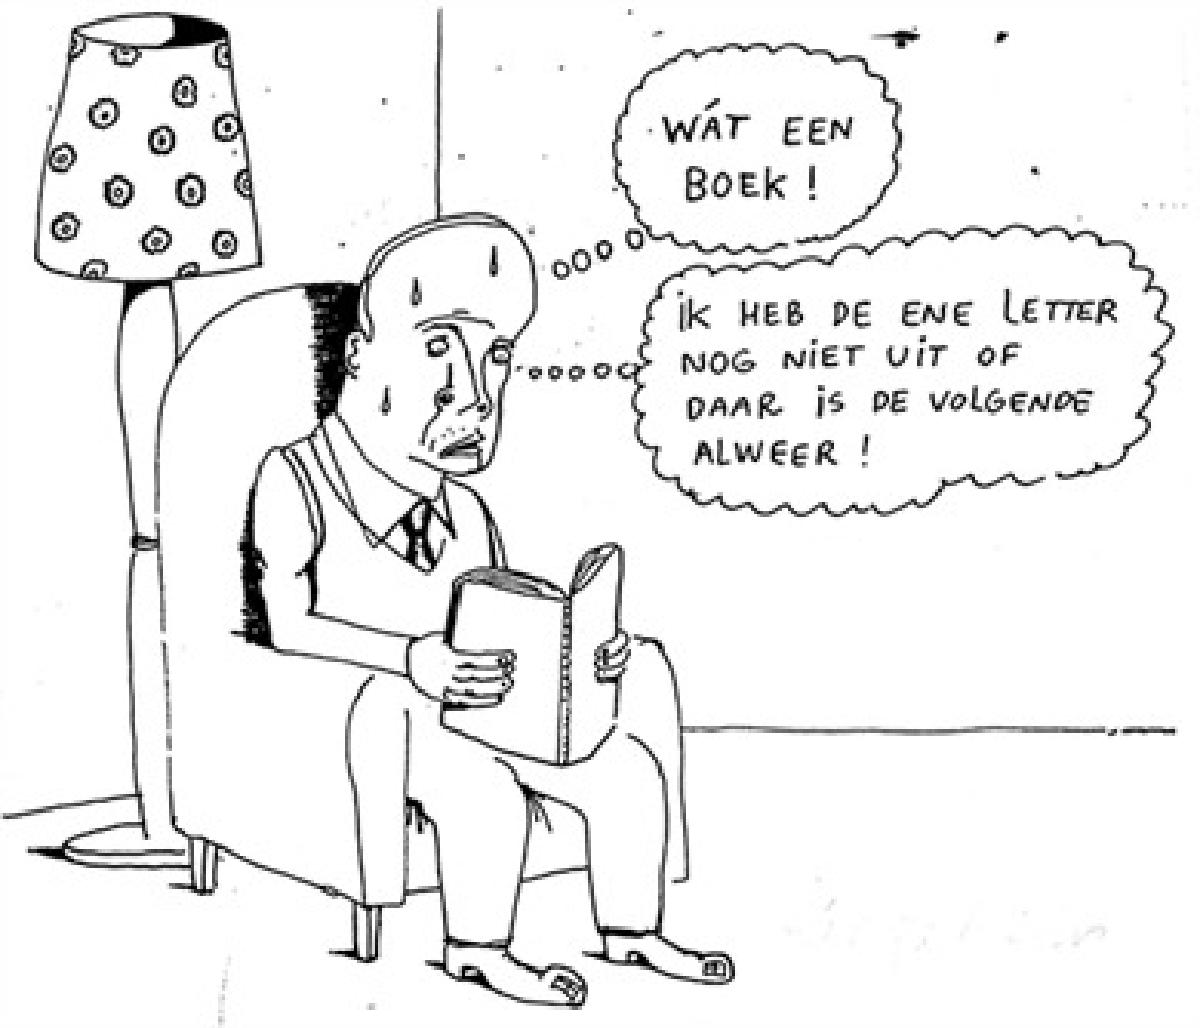 WÁT EEN
BOEK!
iK HEB DE ENE LETTER
NOG NiET UiT OF
DAAR iS DE VOLGENDE
ALWEER!